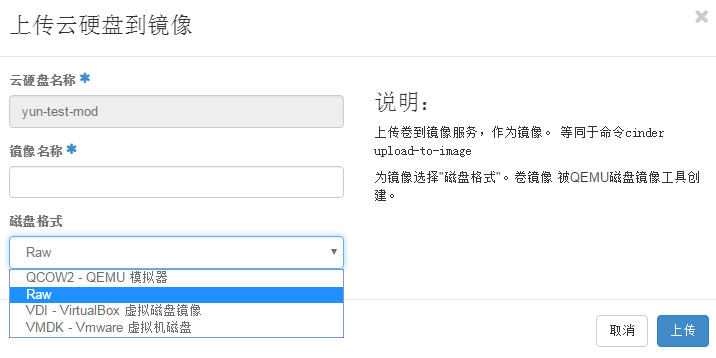 上传云硬盘到镜像
×
云硬盘名称 ✱
yun-test-mod
镜像名称 ✱
磁盘格式
Raw
QCOW2 - QEMU 模拟器
Raw
VDI - VirtualBox 虚拟磁盘镜像
VMDK - Vmware 虚拟机磁盘
说明：
上传卷到镜像服务，作为镜像。 等同于命令cinder
upload-to-image
为镜像选择"磁盘格式"。卷镜像 被QEMU磁盘镜像工具创
建。
取消
上传